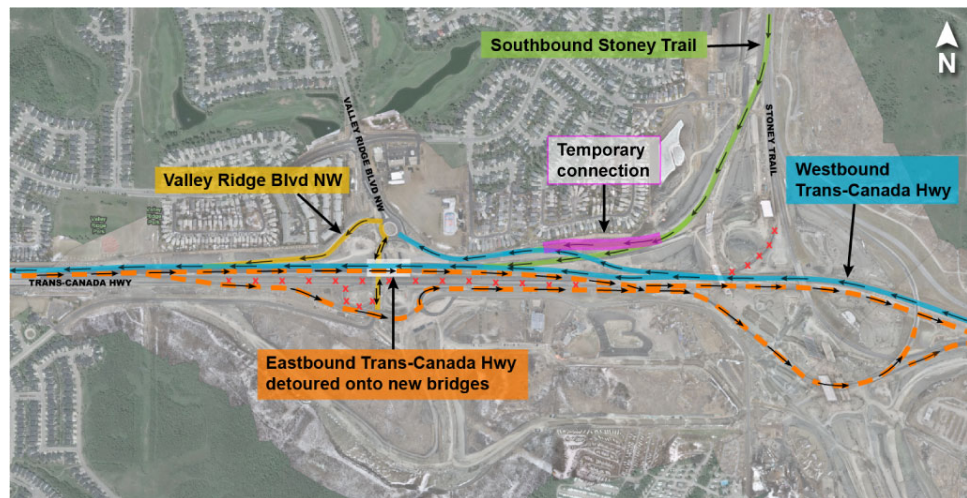 Southbound Stoney Trail
N
VALLEY RIDGE BLVD NW
STONEY TRAIL
Temporary
connection
Westbound
Trans-Canada Hwy
Valley Ridge Blvd NW
TRANS-CANADA HWY
Eastbound Trans-Canada Hwy
detoured onto new bridges